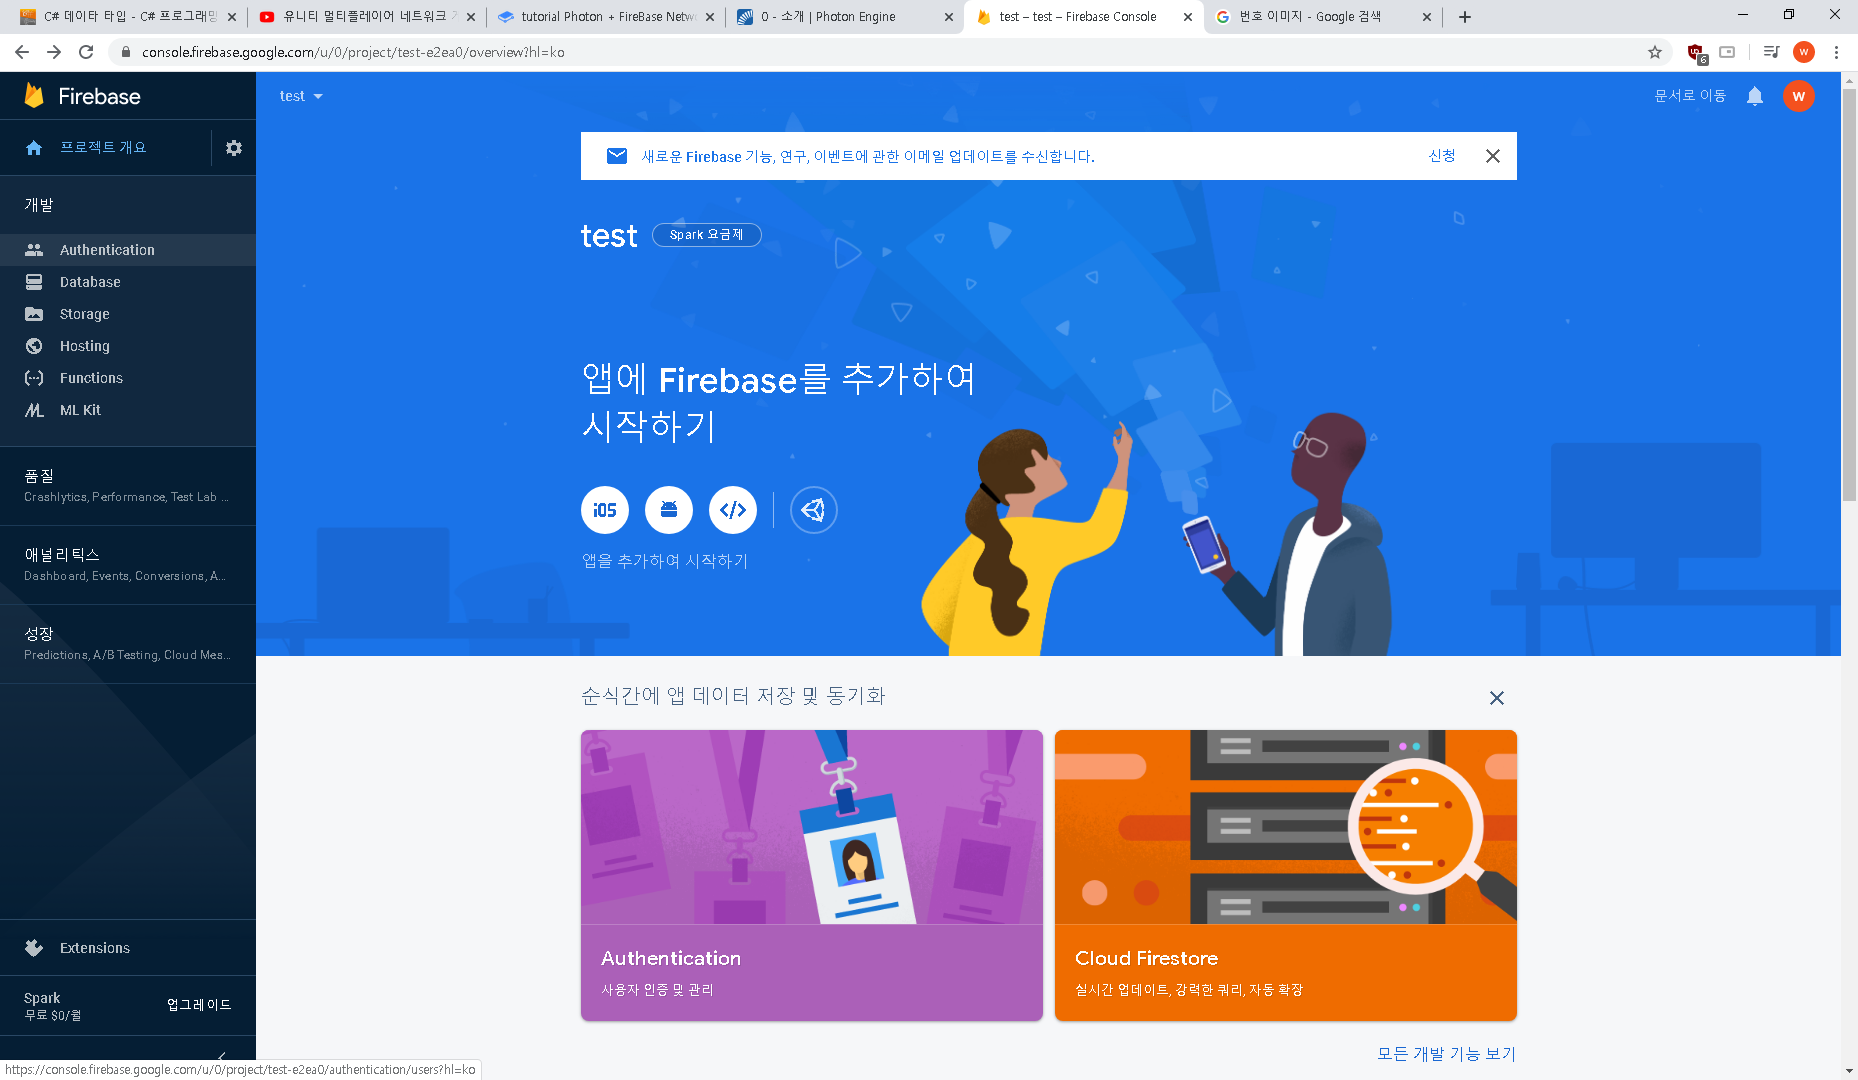 C# 데이터 타입 - C# 프로그래밍
유니티 멀티플레이어 네트워크
tutorial Photon + FireBase Netw
0 - 소개 | Photon Engine
test – test – Firebase Console
번호 이미지 - Google 검색
console.firebase.google.com/u/0/project/test-e2ea0/overview?hl=ko
6
W
Firebase
test
문서로 이동
W
프로젝트 개요
새로운 Firebase 기능, 연구, 이벤트에 관한 이메일 업데이트를 수신합니다.
신청
개발
Authentication
Database
Storage
Hosting
Functions
ML Kit
품질
Crashlytics, Performance, Test Lab ...
애널리틱스
Dashboard, Events, Conversions, A...
성장
Predictions, A/B Testing, Cloud Mes...
Extensions
Spark
무료 $0/월
업그레이드
test
Spark 요금제
앱에 Firebase를 추가하여
시작하기
iOS
앱을 추가하여 시작하기
순식간에 앱 데이터 저장 및 동기화
Authentication
사용자 인증 및 관리
Cloud Firestore
실시간 업데이트, 강력한 쿼리, 자동 확장
모든 개발 기능 보기
https://console.firebase.google.com/u/0/project/test-e2ea0/authentication/users?hl=ko